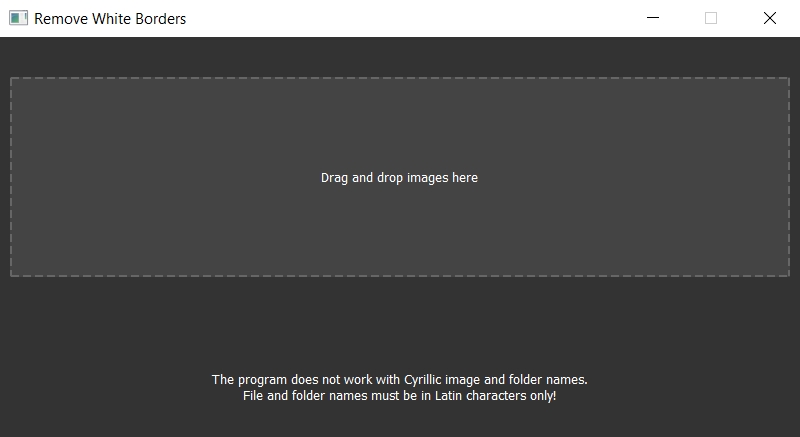 Remove White Borders
Drag and drop images here
The program does not work with Cyrillic image and folder names.
File and folder names must be in Latin characters only!